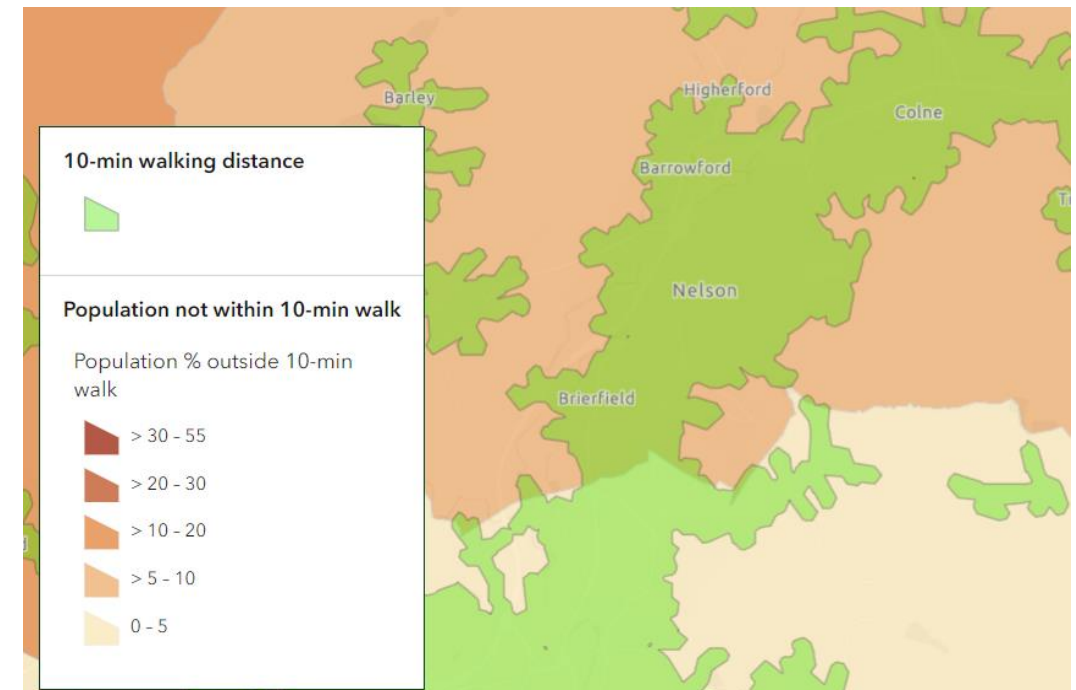 Barley
Higherford
Colne
Barrowford
Nelson
Brierfield
10-min walking distance
Population not within 10-min walk
Population % outside 10-min
walk
> 30 - 55
> 20 - 30
> 10 - 20
> 5 - 10
0 - 5